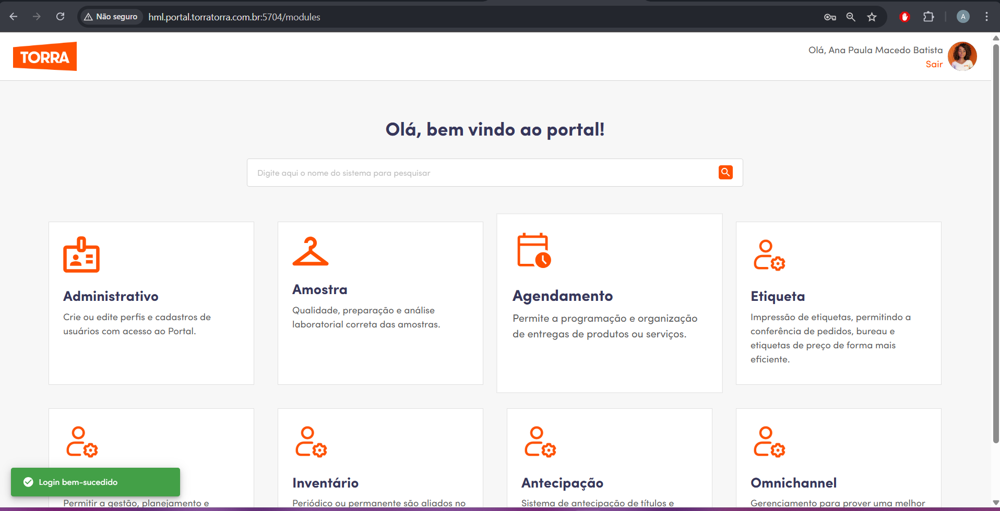 Não seguro
hml.portal.torratorra.com.br:5704/modules
A
TORRA
Olá, Ana Paula Macedo Batista
Sair
Olá, bem vindo ao portal!
Digite aqui o nome do sistema para pesquisar
Administrativo
Crie ou edite perfis e cadastros de
usuários com acesso ao Portal.
Amostra
Qualidade, preparação e análise
laboratorial correta das amostras.
Agendamento
Permite a programação e organização
de entregas de produtos ou serviços.
Etiqueta
Impressão de etiquetas, permitindo a
conferência de pedidos, bureau e
etiquetas de preço de forma mais
eficiente.
Login bem-sucedido
Permitir a gestão, planejamento e
Inventário
Periódico ou permanente são aliados no
Antecipação
Sistema de antecipação de títulos e
Omnichannel
Gerenciamento para prover uma melhor